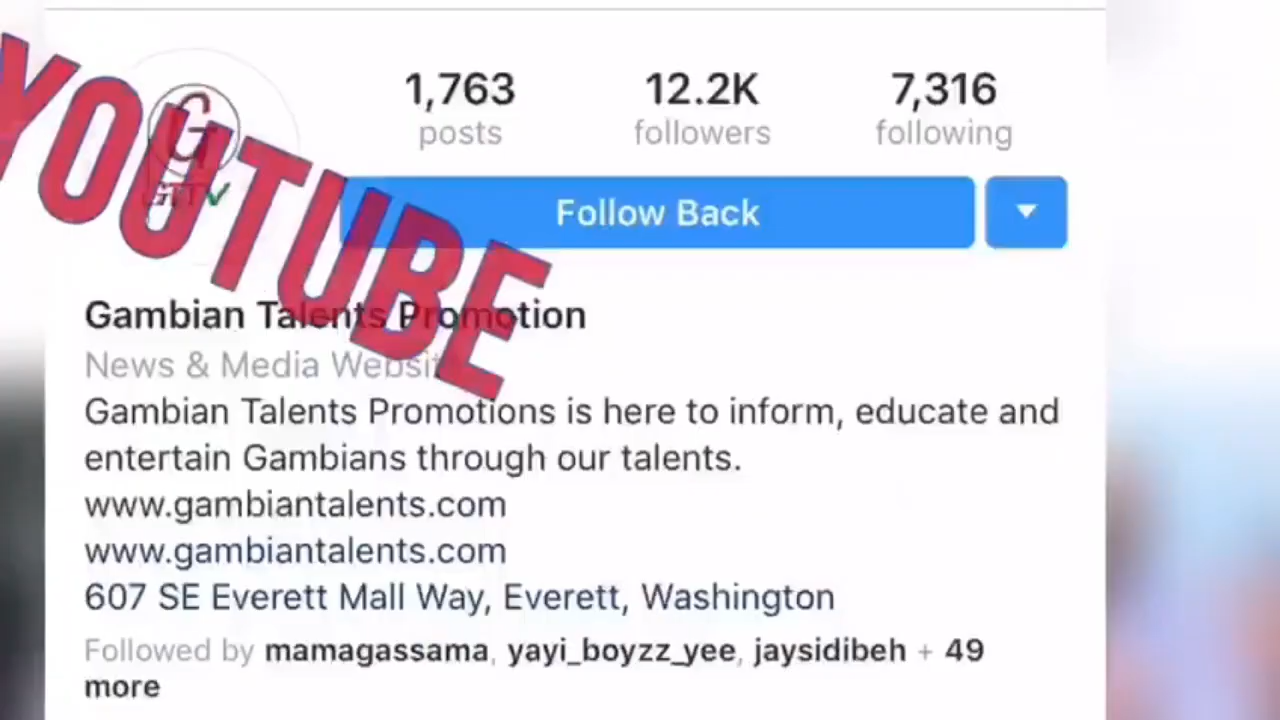 1,763 12.2K 7,316
posts followers following
YOUTUBE
G
GTTV
Follow Back
Gambian Talents Promotion
News & Media Website
Gambian Talents Promotions is here to inform, educate and
entertain Gambians through our talents.
www.gambiantalents.com
www.gambiantalents.com
607 SE Everett Mall Way, Everett, Washington
Followed by mamagassama, yayi_boyzz_yee, jaysidibeh + 49
more